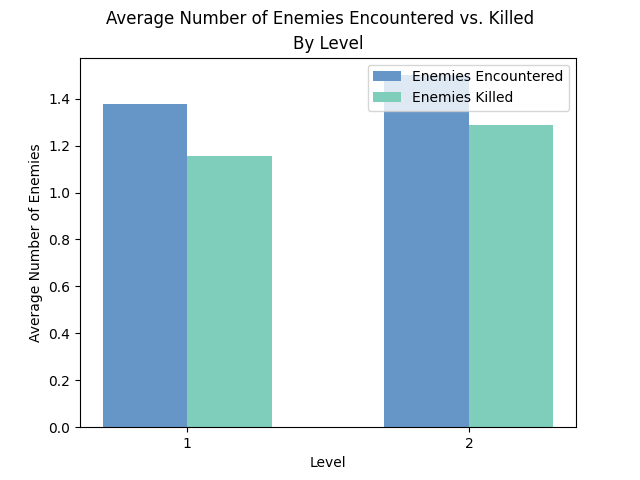 Average Number of Enemies Encountered vs. Killed
By Level
Enemies Encountered
Enemies Killed
Average Number of Enemies
1.4
1.2
1.0
0.8
0.6
0.4
0.2
0.0
1
2
Level